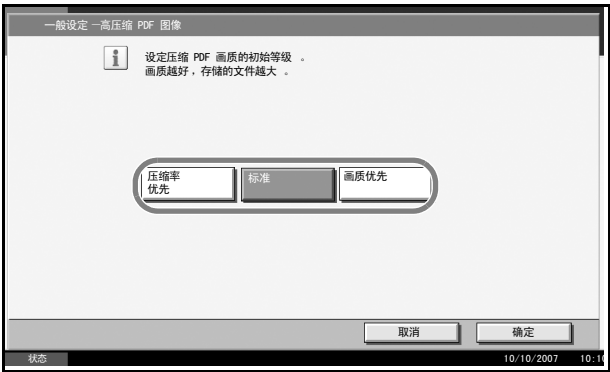 一般设定 —高压缩 PDF 图像
设定压缩 PDF 画质的初始等级 。
画质越好，存储的文件越大 。
压缩率
优先
标准
画质优先
取消
确定
状态
10/10/2007 10:10